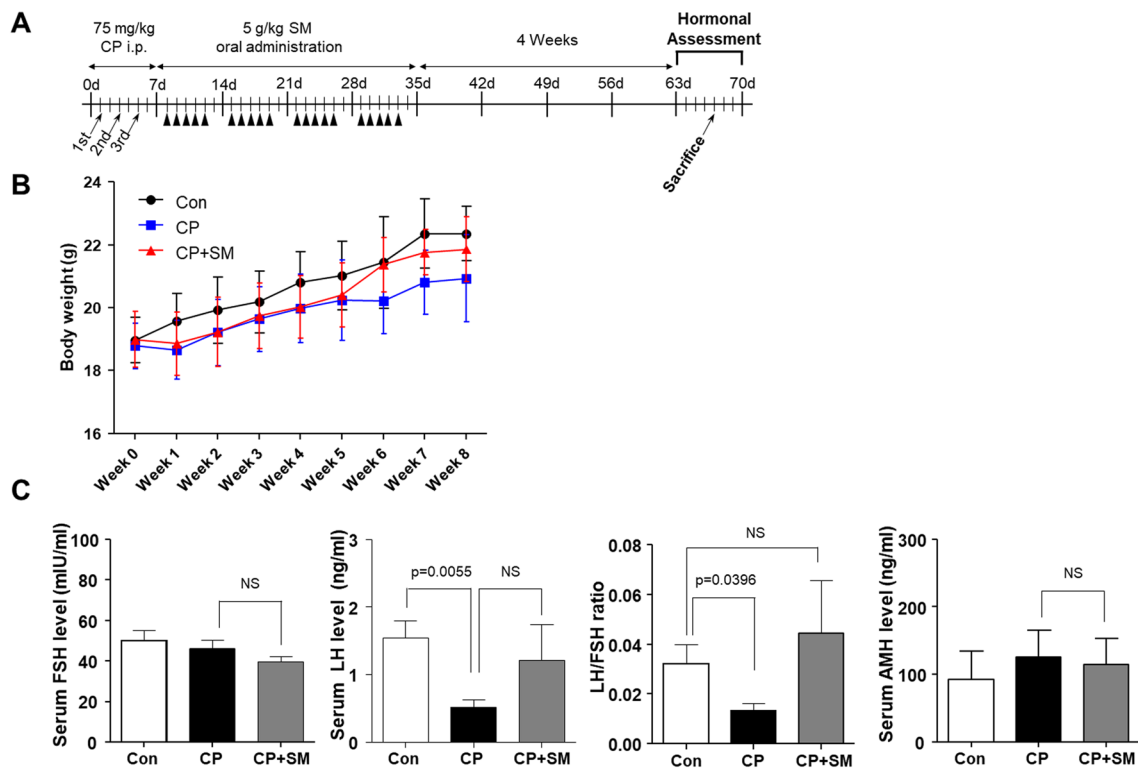 A
75 mg/kg
CP i.p.
5 g/kg SM
oral administration
4 Weeks
Hormonal
Assessment
0d 7d 14d 21d 28d 35d 42d 49d 56d 63d 70d
1st
2nd
3rd
Sacrifice
B
Body weight (g)
24
22
20
18
16
Con
CP
CP+SM
Week 0 Week 1 Week 2 Week 3 Week 4 Week 5 Week 6 Week 7 Week 8
C
Serum FSH level (mIU/ml)
100
80
60
40
20
0
NS
Con CP CP+SM
Serum LH level (ng/ml)
3
2
1
0
p=0.0055
NS
Con CP CP+SM
LH/FSH ratio
0.08
0.06
0.04
0.02
0.00
NS
p=0.0396
Con CP CP+SM
Serum AMH level (ng/ml)
300
200
100
0
NS
Con CP CP+SM